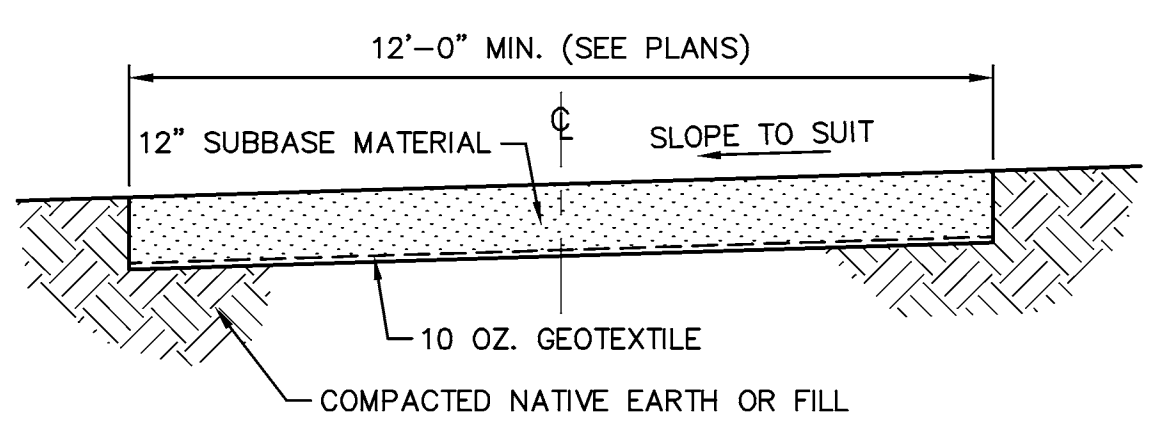 12'-0" MIN. (SEE PLANS)
℄
12" SUBBASE MATERIAL
SLOPE TO SUIT
10 OZ. GEOTEXTILE
COMPACTED NATIVE EARTH OR FILL